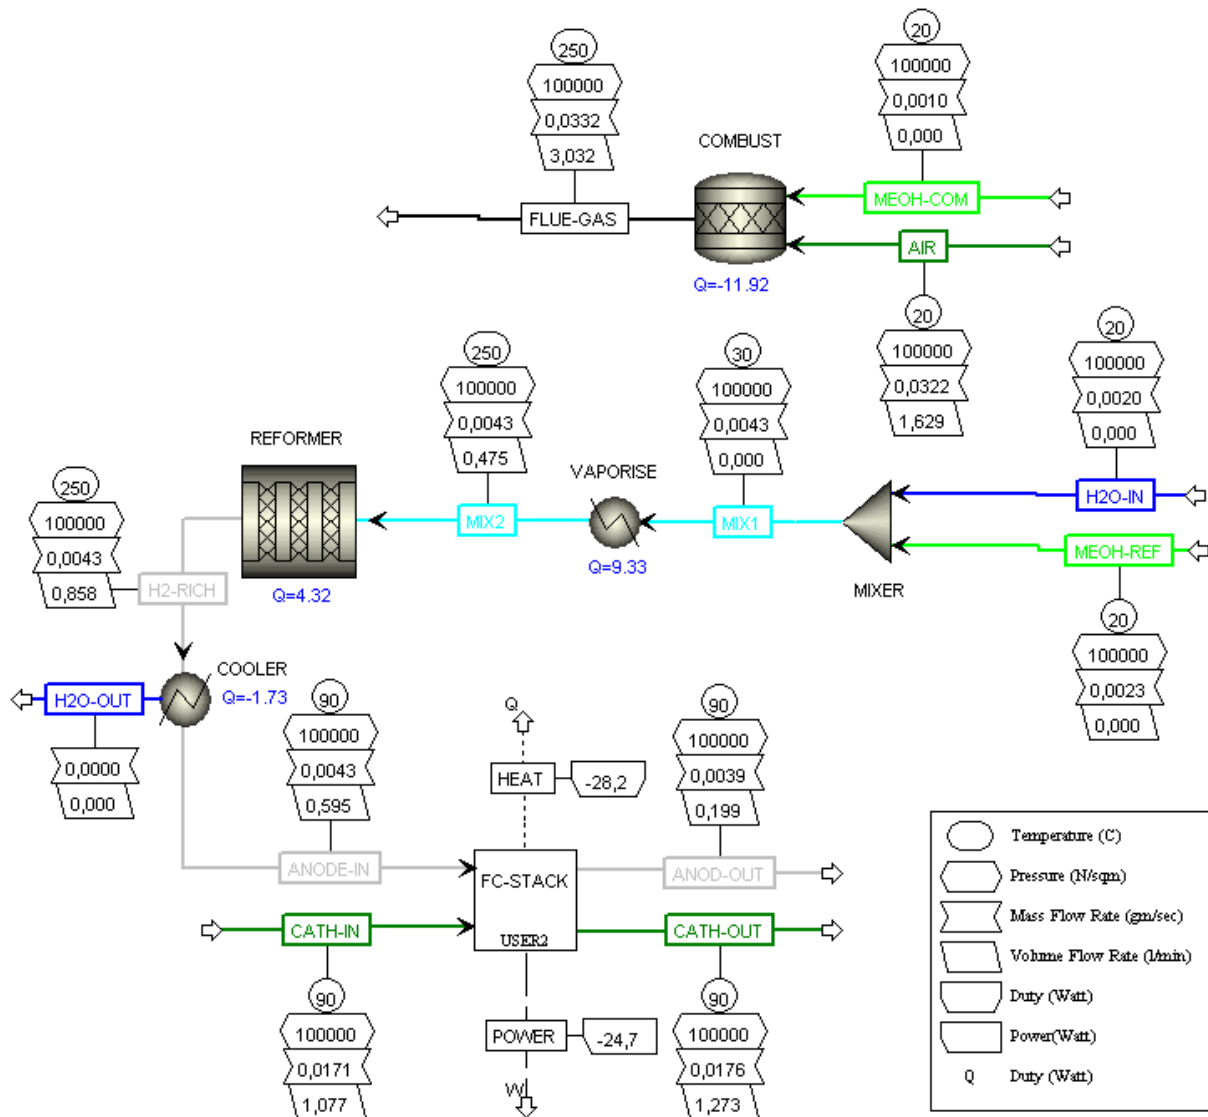 250
100000
0,0332
3,032
FLUE-GAS
COMBUST
Q=-11.92
20
100000
0,0010
0,000
MEOH-COM
AIR
20
100000
0,0322
1,629
20
100000
0,0020
0,000
H2O-IN
MEOH-REF
20
100000
0,0023
0,000
MIXER
30
100000
0,0043
0,000
MIX1
VAPORISE
Q=9.33
250
100000
0,0043
0,475
MIX2
REFORMER
Q=4.32
250
100000
0,0043
0,858
H2-RICH
COOLER
Q=-1.73
H2O-OUT
0,0000
0,000
90
100000
0,0043
0,595
ANODE-IN
Q
HEAT
-28,2
90
100000
0,0039
0,199
ANOD-OUT
FC-STACK
USER2
CATH-IN
90
100000
0,0171
1,077
POWER
-24,7
W
CATH-OUT
90
100000
0,0176
1,273
Temperature (C)
Pressure (N/sqm)
Mass Flow Rate (gm/sec)
Volume Flow Rate (l/min)
Duty (Watt)
Power(Watt)
Q Duty (Watt)